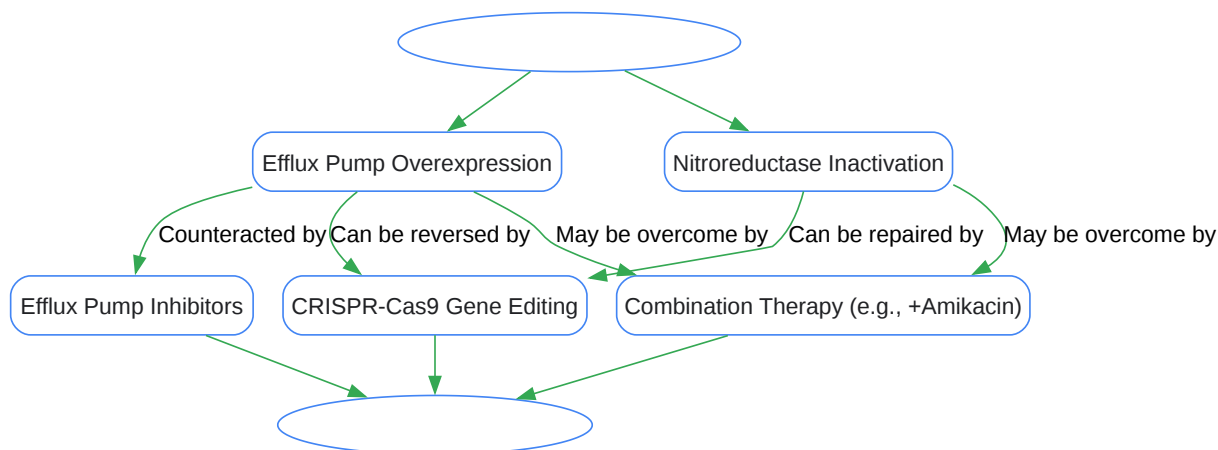 Efflux Pump Overexpression
Nitroreductase Inactivation
Counteracted by
Can be reversed by
May be overcome by
Can be repaired by
May be overcome by
Efflux Pump Inhibitors
CRISPR-Cas9 Gene Editing
Combination Therapy (e.g., +Amikacin)